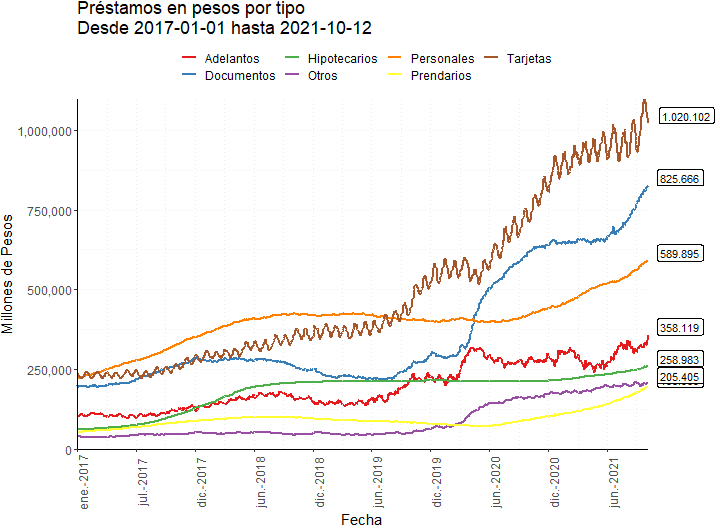 Préstamos en pesos por tipo
Desde 2017-01-01 hasta 2021-10-12
Adelantos Hipotecarios Personales Tarjetas
Documentos Otros Prendarios
Millones de Pesos
1,000,000
750,000
500,000
250,000
0
1.020.102
825.666
589.895
358.119
258.983
205.405
ene.-2017
jul.-2017
dic.-2017
jun.-2018
dic.-2018
jun.-2019
dic.-2019
jun.-2020
dic.-2020
jun.-2021
Fecha